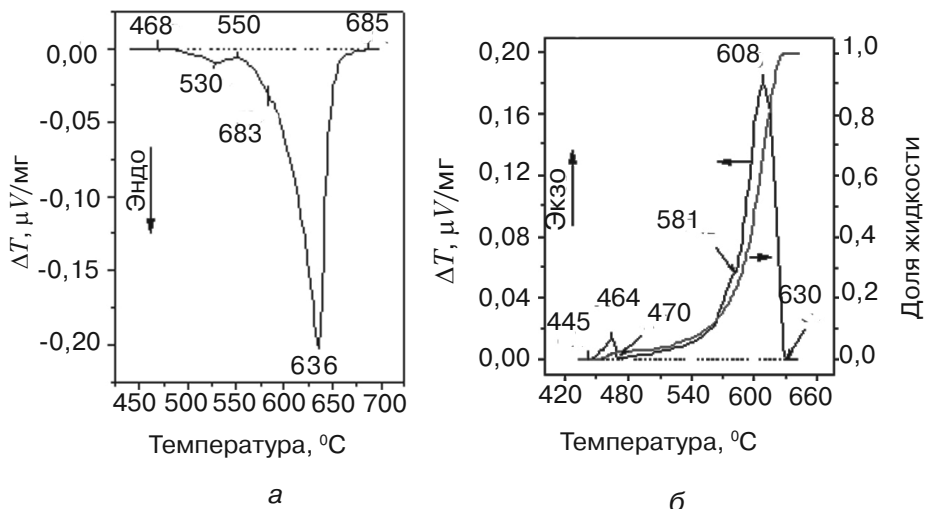 468 550 685
0,00
530
683
-0,05
-0,10
-0,15
-0,20
636
ΔT, μV/мг
Эндо
450 500 550 600 650 700
Температура, ⁰C
а
0,20
0,16
0,12
0,08
0,04
0,00
ΔT, μV/мг
Экзо
608
581
445 464 470
630
1,0
0,8
0,6
0,4
0,2
0,0
Доля жидкости
420 480 540 600 660
Температура, ⁰C
б